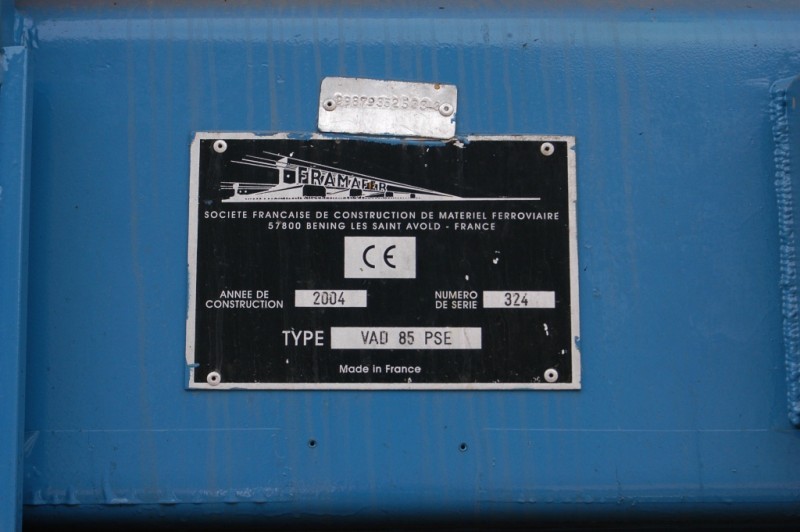 FRAMAFER
SOCIETE FRANCAISE DE CONSTRUCTION DE MATERIEL FERROVIAIRE
57800 BENING LES SAINT AVOLD - FRANCE
CE
ANNEE DE CONSTRUCTION 2004
NUMERO DE SERIE 324
TYPE VAD 85 PSE
Made in France